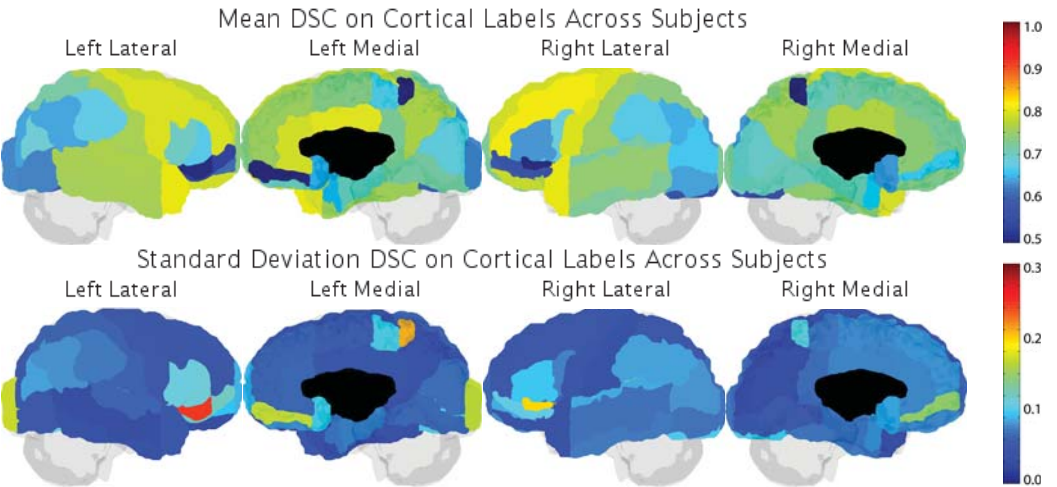 Mean DSC on Cortical Labels Across Subjects
Left Lateral
Left Medial
Right Lateral
Right Medial
1.0
0.9
0.8
0.7
0.6
0.5
Standard Deviation DSC on Cortical Labels Across Subjects
Left Lateral
Left Medial
Right Lateral
Right Medial
0.3
0.2
0.1
0.0